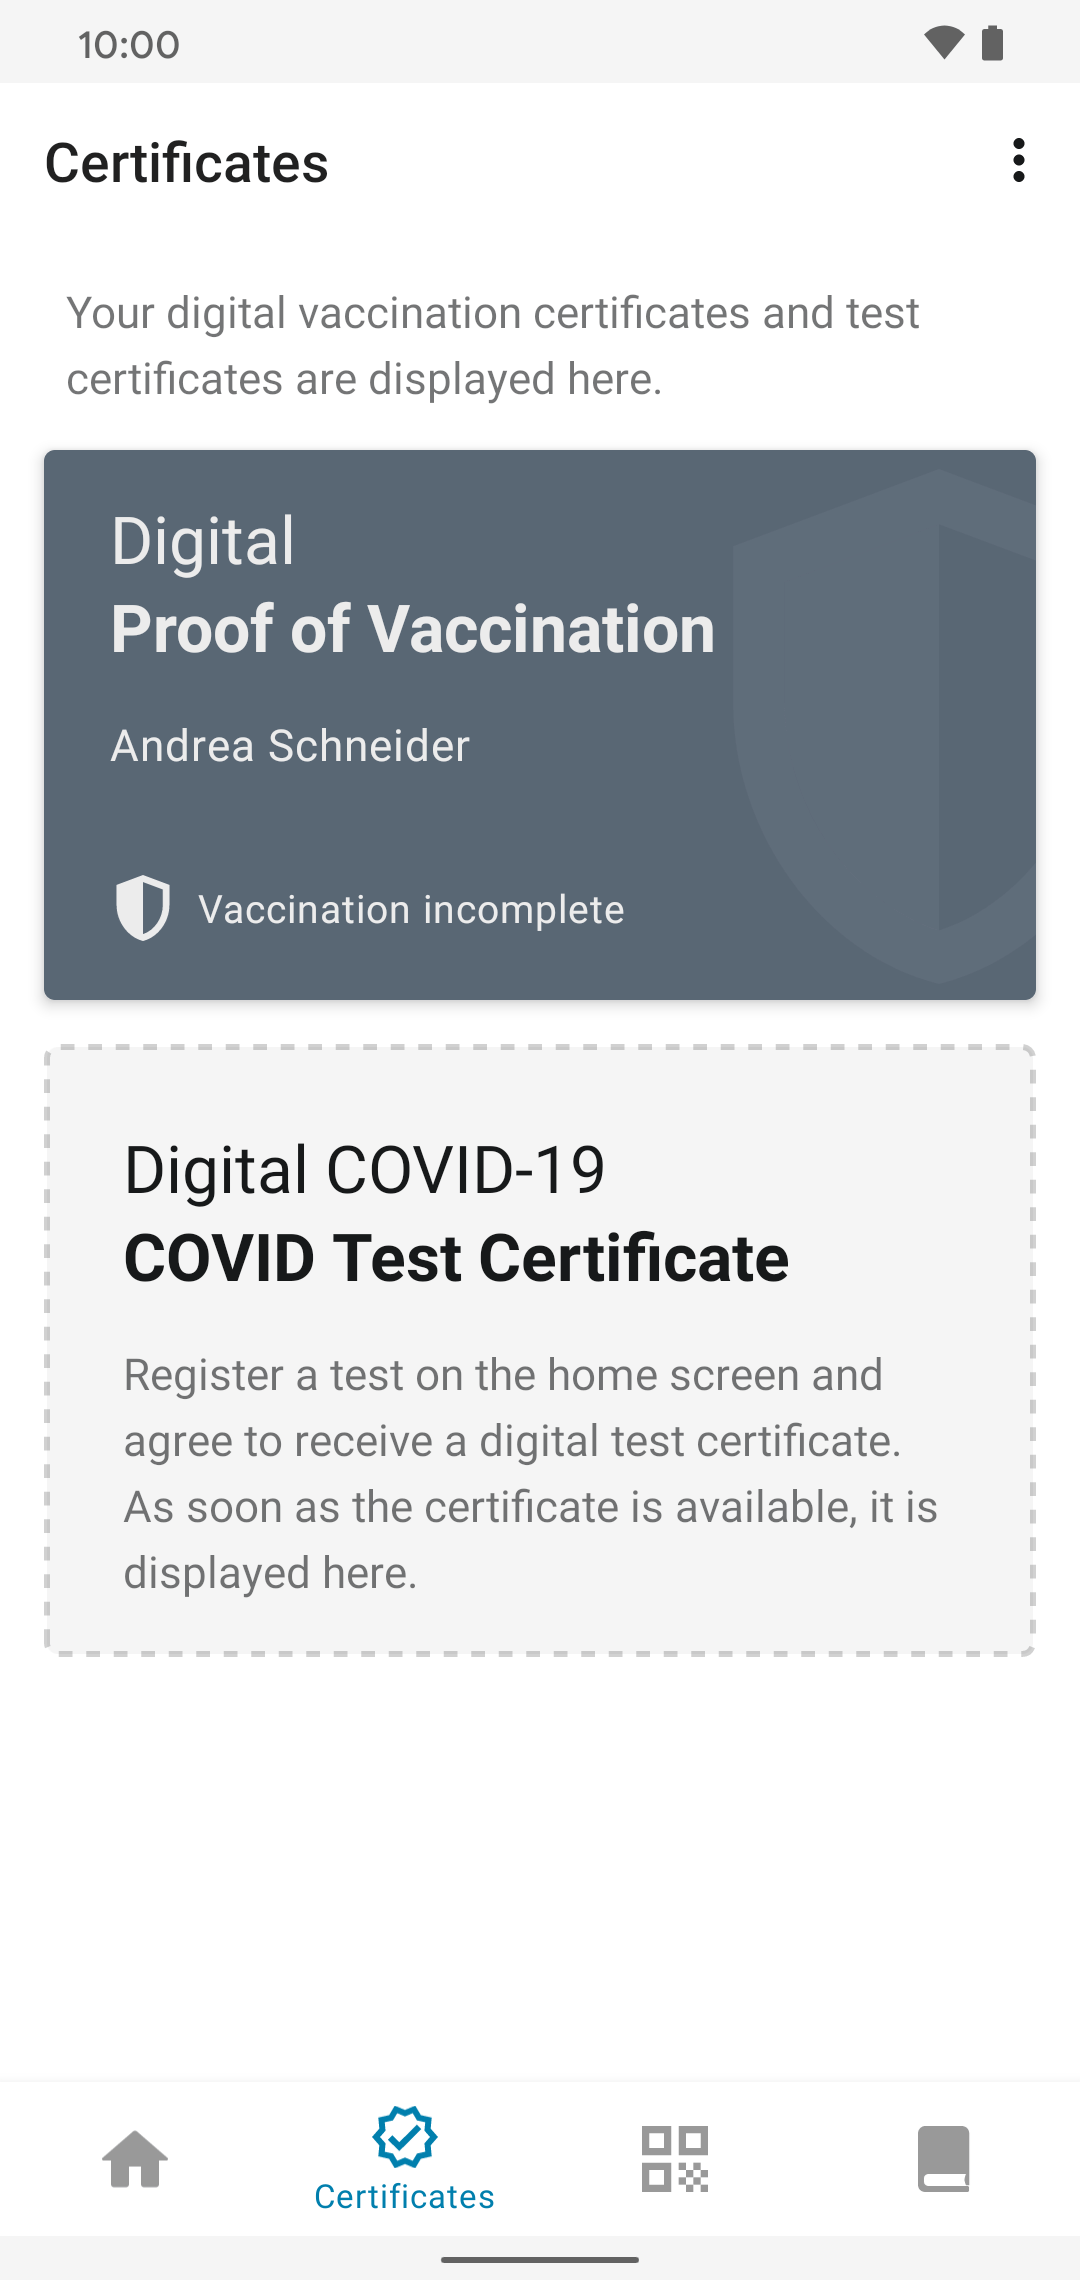 10:00
Certificates
Your digital vaccination certificates and test
certificates are displayed here.
Digital
Proof of Vaccination
Andrea Schneider
Vaccination incomplete
Digital COVID-19
COVID Test Certificate
Register a test on the home screen and
agree to receive a digital test certificate.
As soon as the certificate is available, it is
displayed here.
Certificates